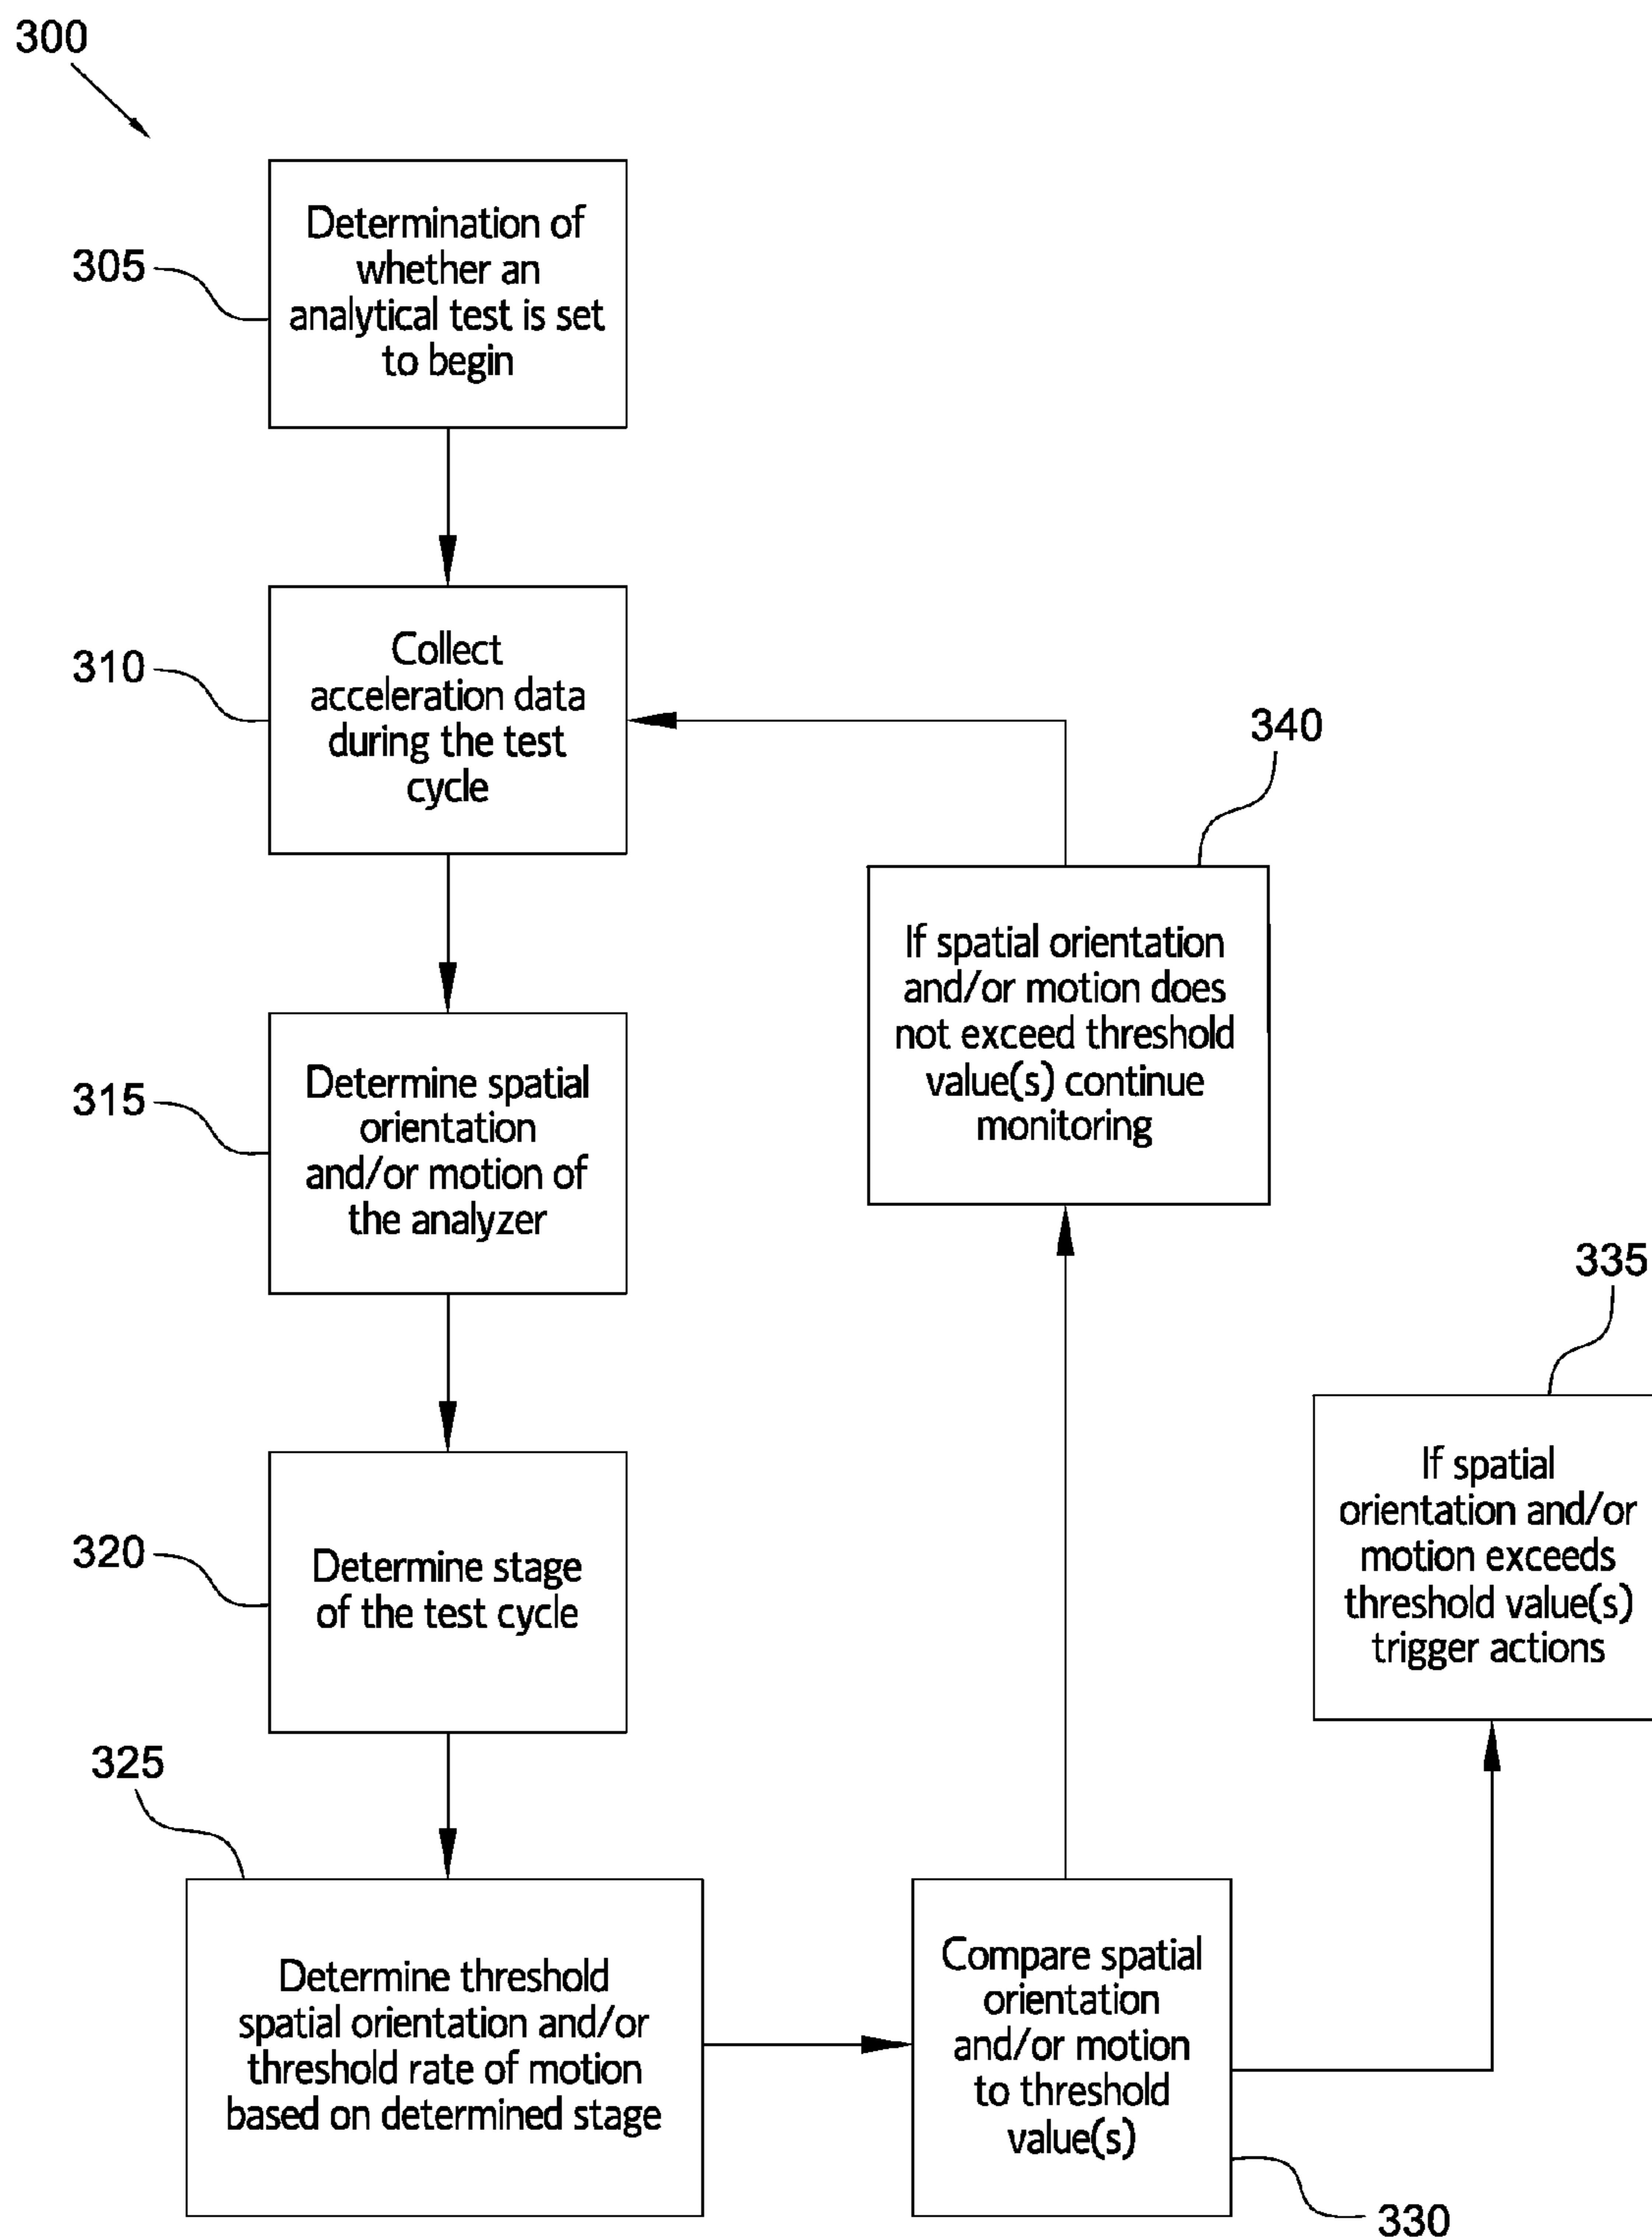 300
305
Determination of
whether an
analytical test is set
to begin
310
Collect
acceleration data
during the test
cycle
315
Determine spatial
orientation
and/or motion of
the analyzer
320
Determine stage
of the test cycle
325
Determine threshold
spatial orientation and/or
threshold rate of motion
based on determined stage
330
Compare spatial
orientation
and/or motion
to threshold
value(s)
340
If spatial orientation
and/or motion does
not exceed threshold
value(s) continue
monitoring
335
If spatial
orientation and/or
motion exceeds
threshold value(s)
trigger actions